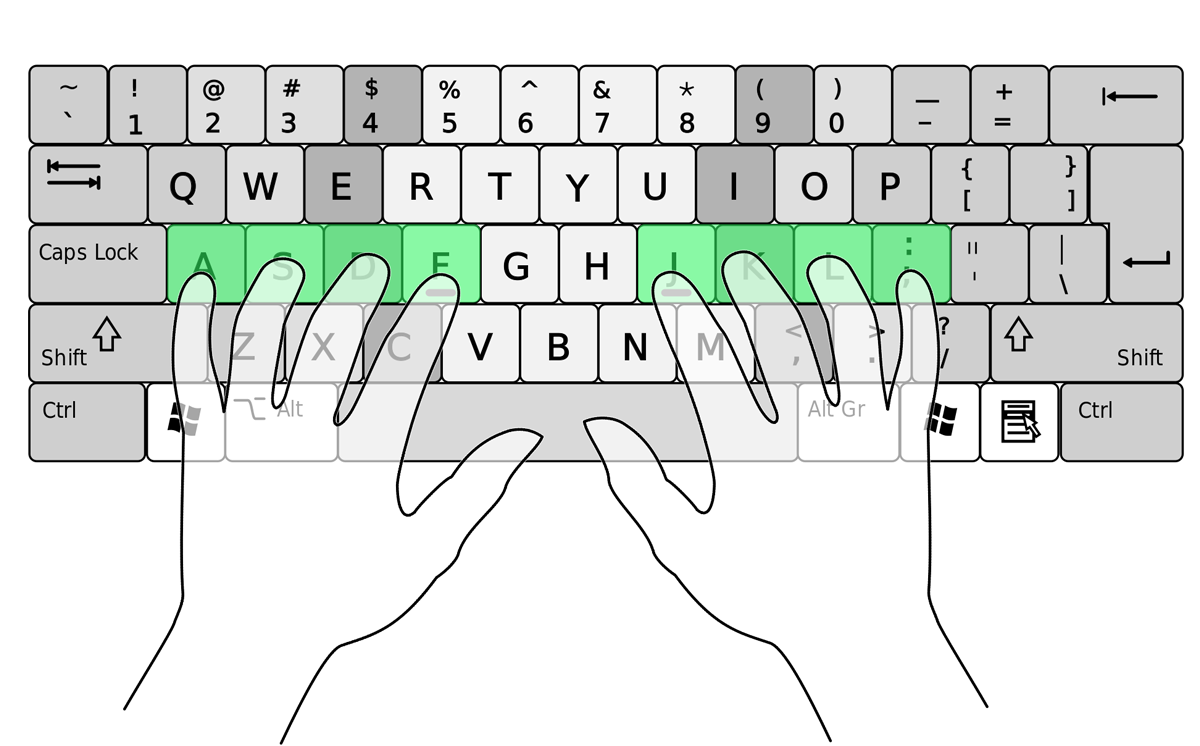 ~ ! @ # $ % ^ & * ( ) — +
` 1 2 3 4 5 6 7 8 9 0 – =
Q W E R T Y U I O P { }
[ ]
Caps Lock A S D F G H J K L : " |
; ' \
Shift Z X C V B N M < > ? Shift
, . /
Ctrl Alt Alt Gr Ctrl